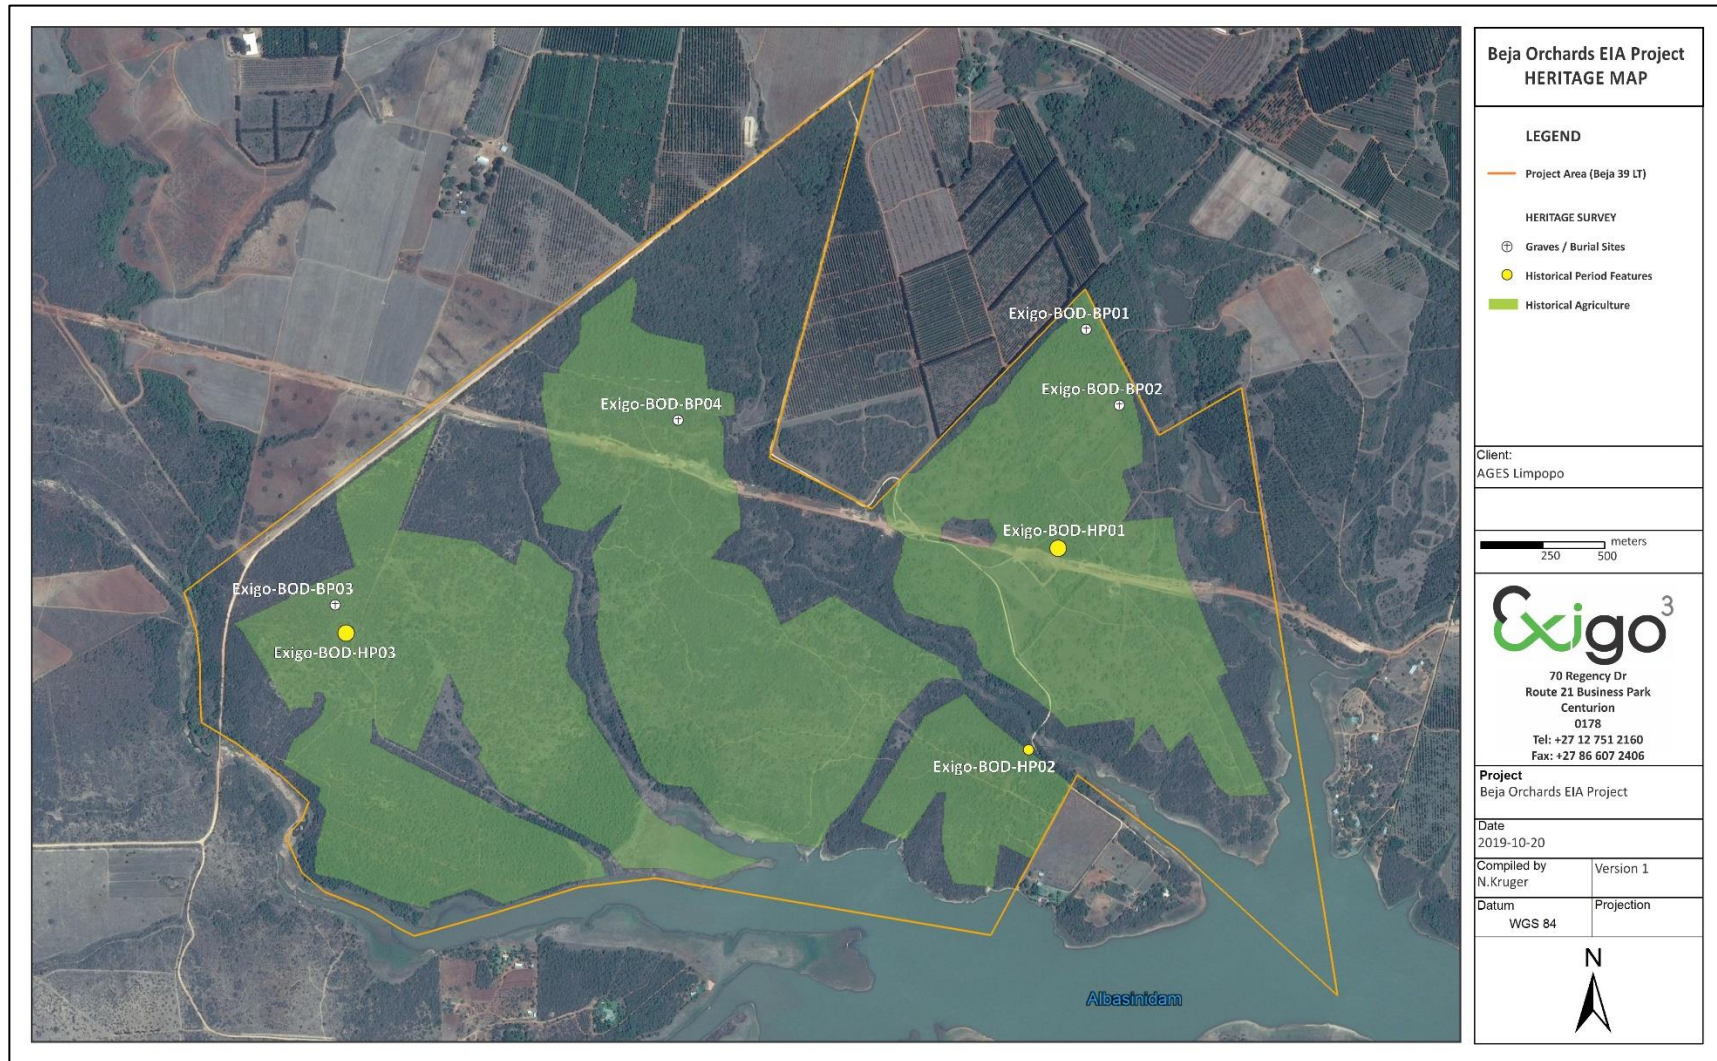 Exigo-BOD-BP01
Exigo-BOD-BP02
Exigo-BOD-BP04
Exigo-BOD-HP01
Exigo-BOD-BP03
Exigo-BOD-HP03
Exigo-BOD-HP02
Albasinidam
Beja Orchards EIA Project
HERITAGE MAP
LEGEND
Project Area (Beja 39 LT)
HERITAGE SURVEY
Graves / Burial Sites
Historical Period Features
Historical Agriculture
Client:
AGES Limpopo
meters
250 500
Exigo3
70 Regency Dr
Route 21 Business Park
Centurion
0178
Tel: +27 12 751 2160
Fax: +27 86 607 2406
Project
Beja Orchards EIA Project
Date
2019-10-20
Compiled by
N.Kruger
Version 1
Datum
WGS 84
Projection
N